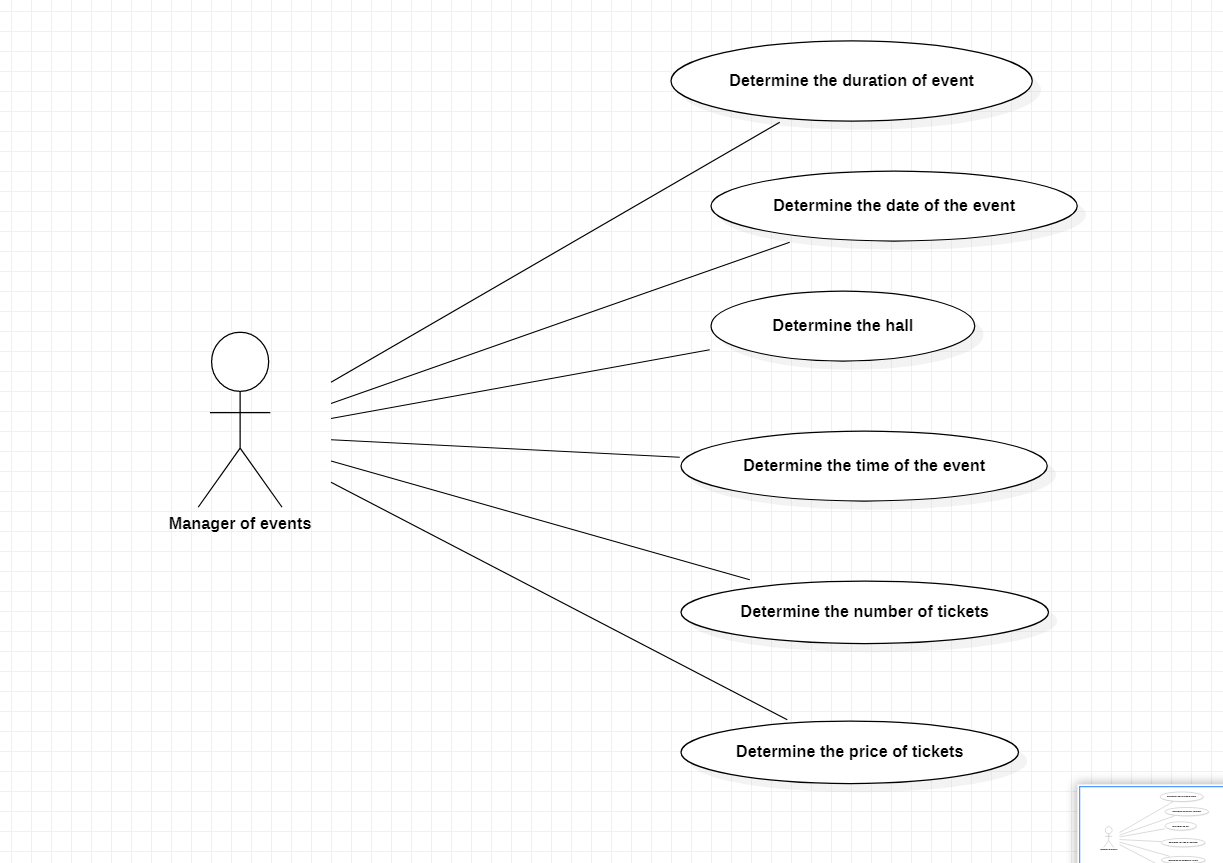 Determine the duration of event
Determine the date of the event
Determine the hall
Manager of events
Determine the time of the event
Determine the number of tickets
Determine the price of tickets